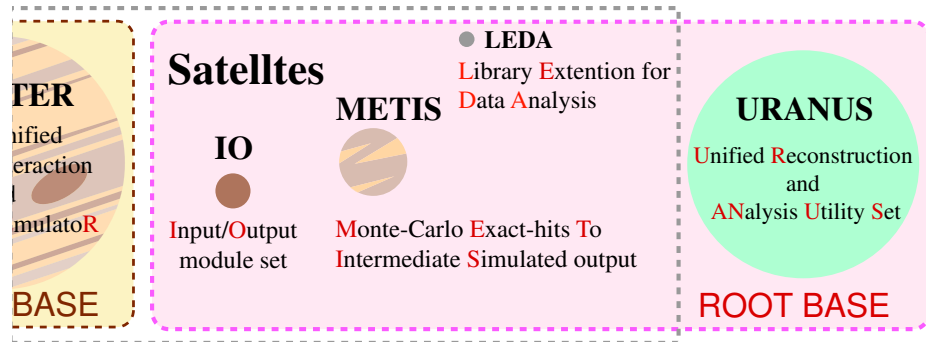 TER
nified
eraction
d
mulatoR
BASE
Satelltes
LEDA
Library Extention for
Data Analysis
METIS
IO
Input/Output
module set
Monte-Carlo Exact-hits To
Intermediate Simulated output
URANUS
Unified Reconstruction
and
ANalysis Utility Set
ROOT BASE